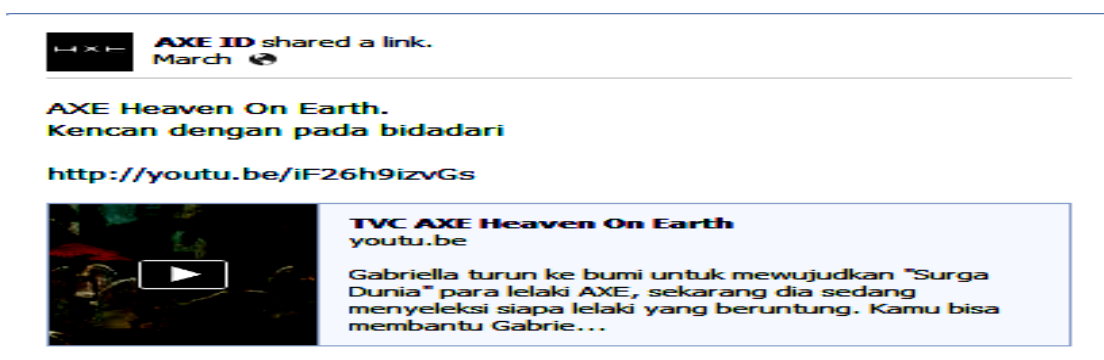 AXE
AXE ID shared a link.
March
AXE Heaven On Earth.
Kencan dengan pada bidadari
http://youtu.be/iF26h9izvGs
TVC AXE Heaven On Earth
youtu.be
Gabriella turun ke bumi untuk mewujudkan "Surga
Dunia" para lelaki AXE, sekarang dia sedang
menyeleksi siapa lelaki yang beruntung. Kamu bisa
membantu Gabrie...